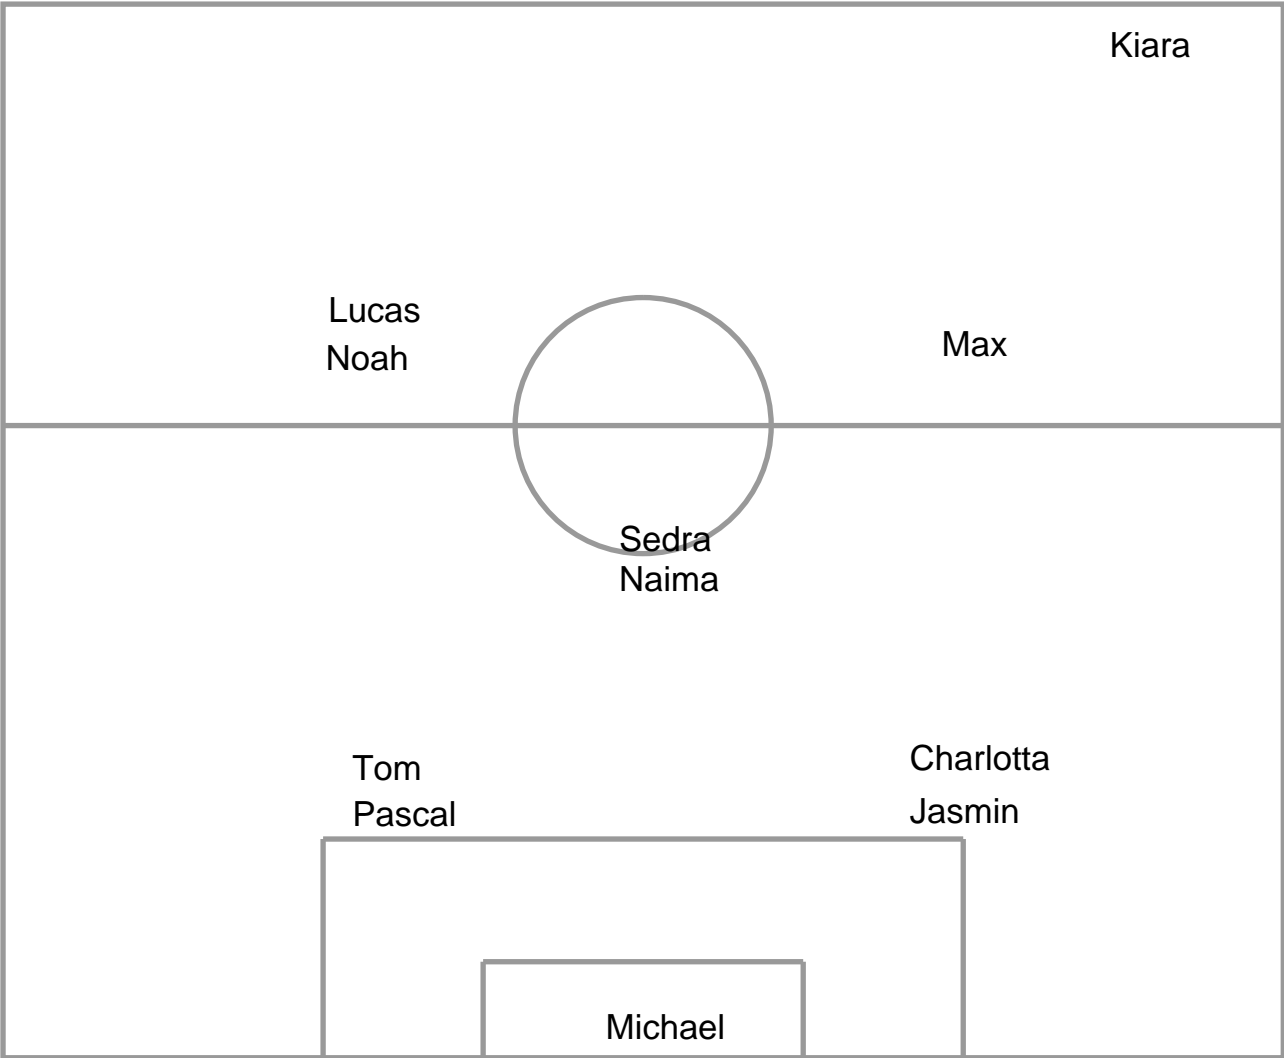 Kiara
Lucas
Noah
Max
Sedra
Naima
Tom
Pascal
Charlotta
Jasmin
Michael